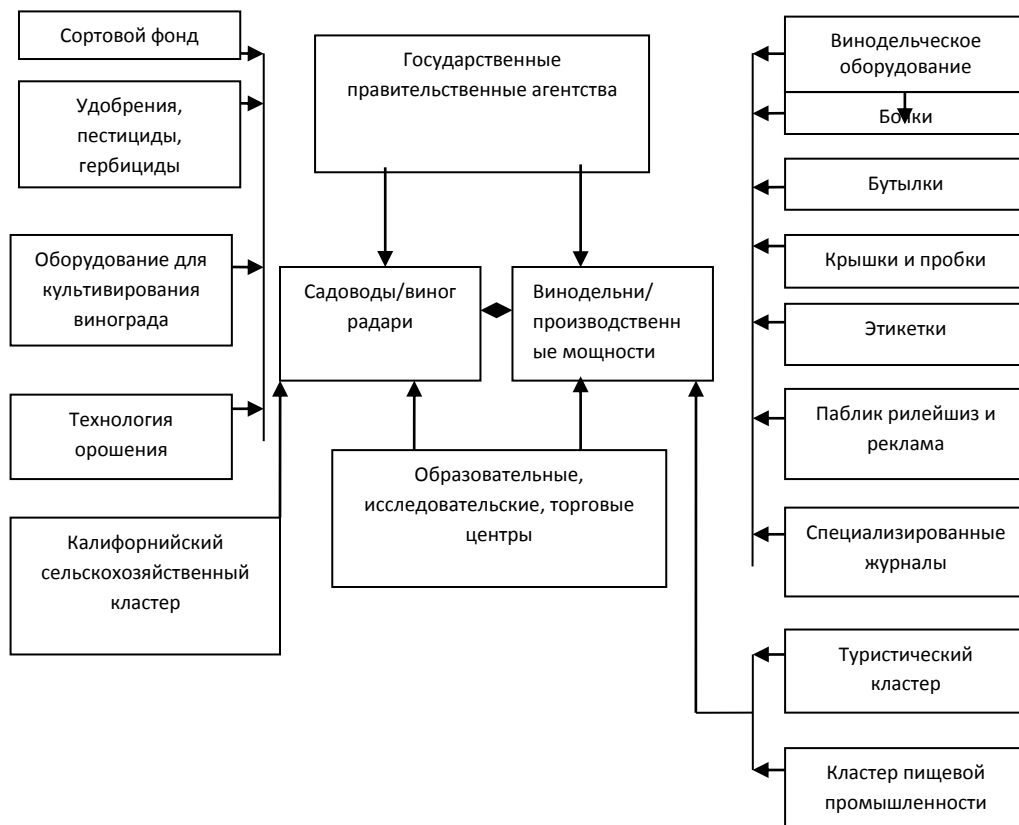 Сортовой фонд
Удобрения,
пестициды,
гербициды
Оборудование для
культивирования
винограда
Технология
орошения
Калифорнийский
сельскохозяйственный
кластер
Государственные
правительственные агентства
Садоводы/виног
радари
Винодельни/
производственн
ые мощности
Образовательные,
исследовательские, торговые
центры
Винодельческое
оборудование
Бутылки
Крышки и пробки
Этикетки
Паблик рилейшиз и
реклама
Специализированные
журналы
Туристический
кластер
Кластер пищевой
промышленности